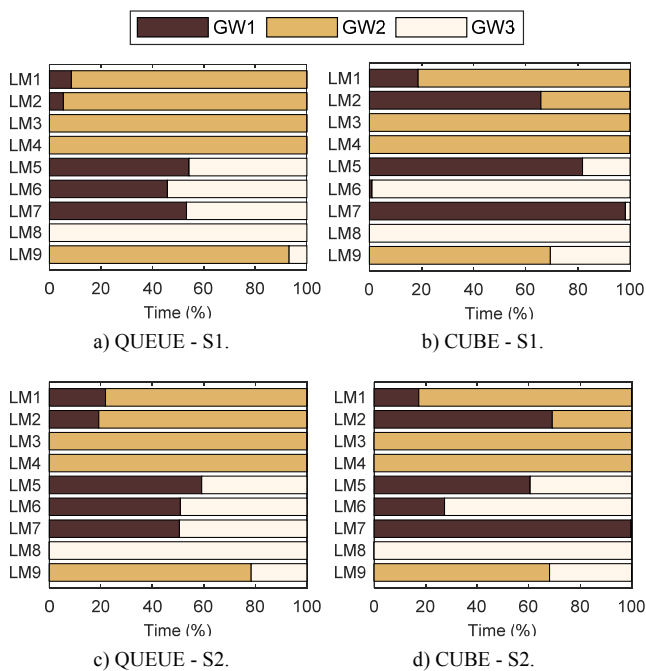 GW1 GW2 GW3
LM1
LM2
LM3
LM4
LM5
LM6
LM7
LM8
LM9
0 20 40 60 80 100
Time (%)
a) QUEUE - S1.
LM1
LM2
LM3
LM4
LM5
LM6
LM7
LM8
LM9
0 20 40 60 80 100
Time (%)
b) CUBE - S1.
LM1
LM2
LM3
LM4
LM5
LM6
LM7
LM8
LM9
0 20 40 60 80 100
Time (%)
c) QUEUE - S2.
LM1
LM2
LM3
LM4
LM5
LM6
LM7
LM8
LM9
0 20 40 60 80 100
Time (%)
d) CUBE - S2.